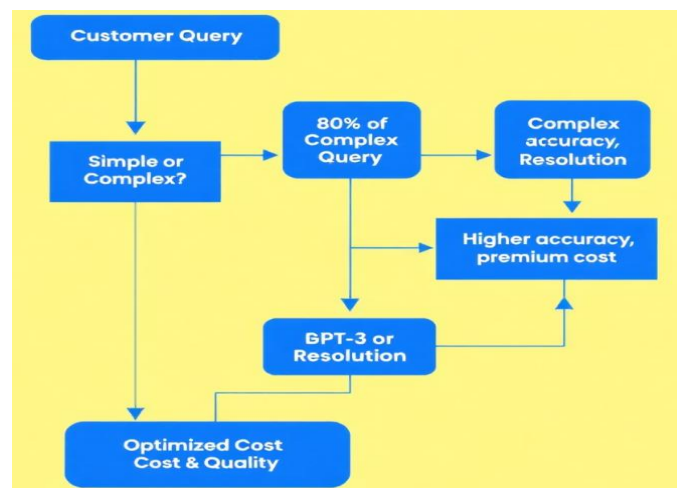 Customer Query
80% of
Complex
Query
Complex
accuracy,
Resolution
Simple or
Complex?
Higher accuracy,
premium cost
GPT-3 or
Resolution
Optimized Cost
Cost & Quality